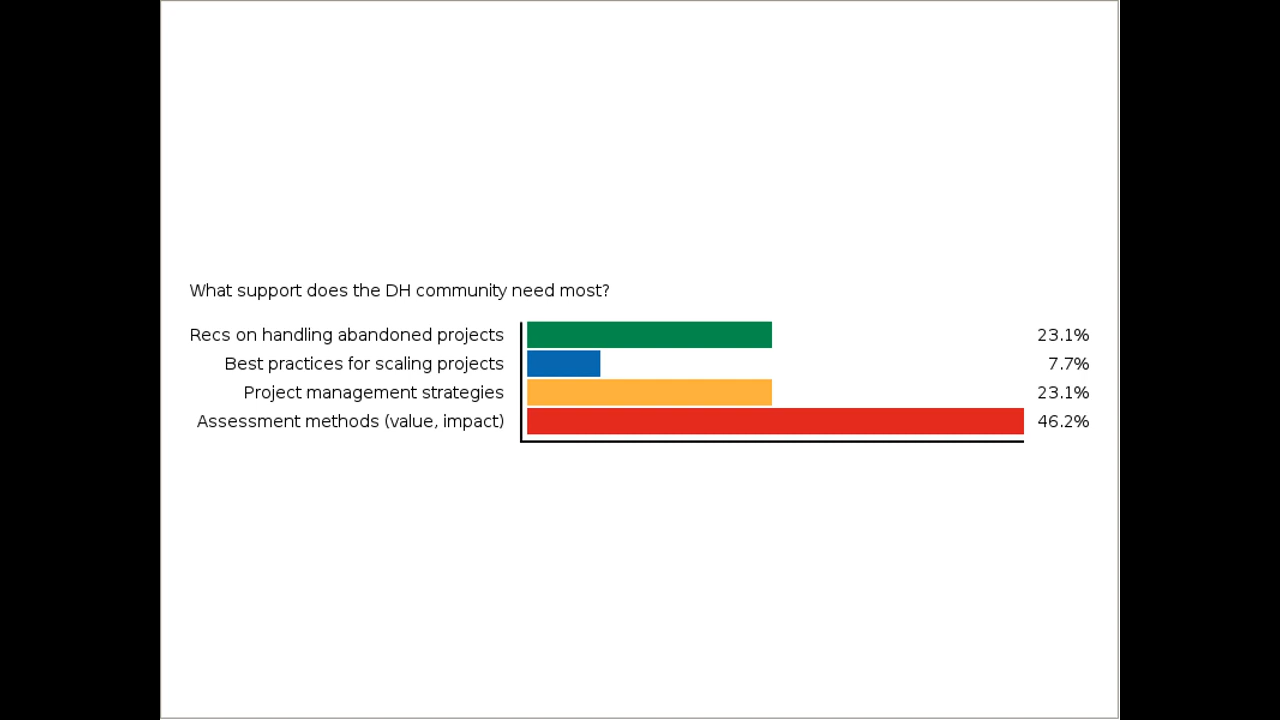 What support does the DH community need most?
Recs on handling abandoned projects 23.1%
Best practices for scaling projects 7.7%
Project management strategies 23.1%
Assessment methods (value, impact) 46.2%